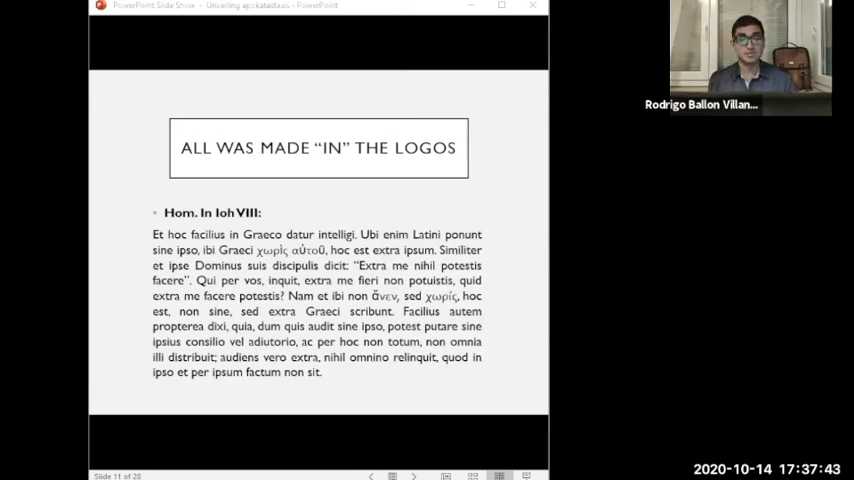 PowerPoint Slide Show - Unveiling apokatastasis - PowerPoint
Rodrigo Ballon Villan...
ALL WAS MADE “IN” THE LOGOS
• Hom. In Ioh VIII:
Et hoc facilius in Graeco datur intelligi. Ubi enim Latini ponunt
sine ipso, ibi Graeci χωρὶς αὐτοῦ, hoc est extra ipsum. Similiter
et ipse Dominus suis discipulis dicit: “Extra me nihil potestis
facere”. Qui per vos, inquit, extra me fieri non potuistis, quid
extra me facere potestis? Nam et ibi non ἄνεν, sed χωρίς, hoc
est, non sine, sed extra Graeci scribunt. Facilius autem
propterea dixi, quia, dum quis audit sine ipso, potest putare sine
ipsius consilio vel adiutorio, ac per hoc non totum, non omnia
illi distribuit; audiens vero extra, nihil omnino relinquit, quod in
ipso et per ipsum factum non sit.
2020-10-14 17:37:43
Slide 11 of 28